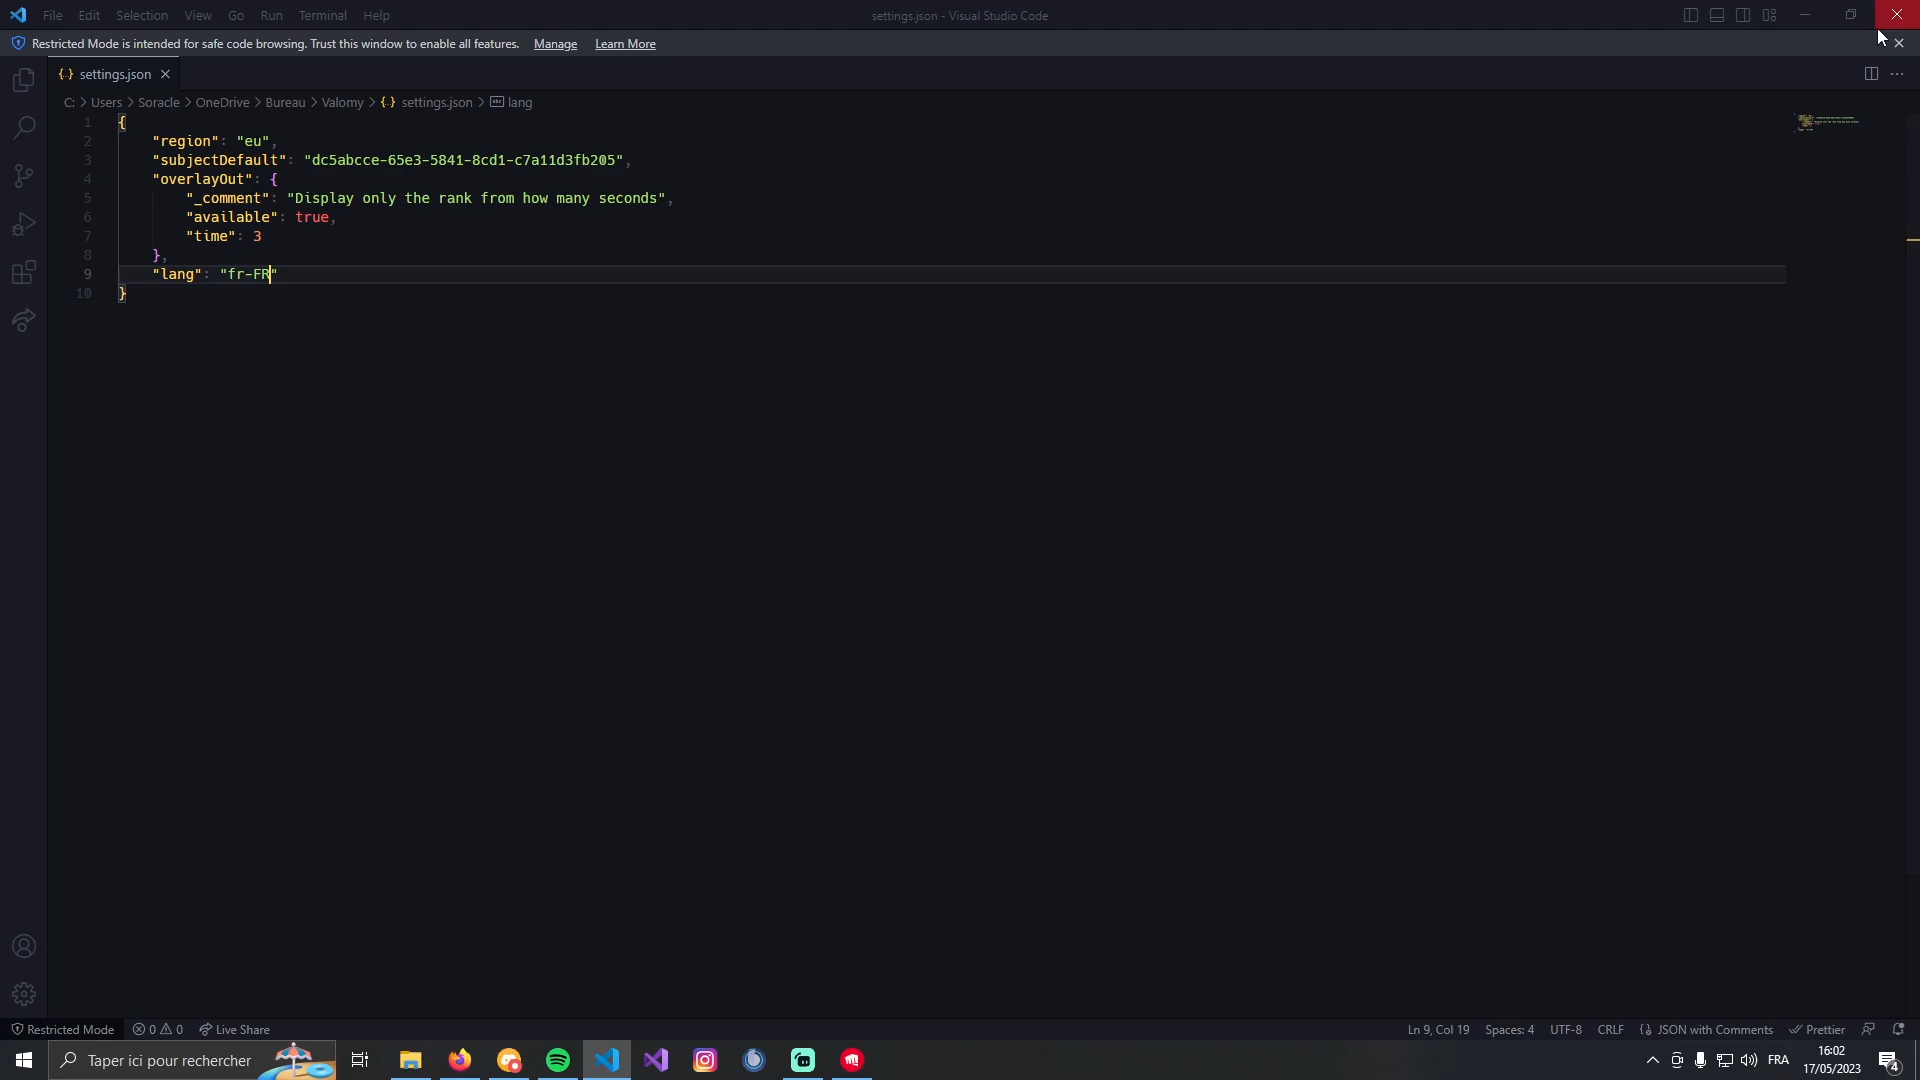 File Edit Selection View Go Run Terminal Help
settings.json - Visual Studio Code
Restricted Mode is intended for safe code browsing. Trust this window to enable all features. Manage Learn More
settings.json
C: > Users > Soracle > OneDrive > Bureau > Valomy > {..} settings.json > lang
1 {
2 "region": "eu",
3 "subjectDefault": "dc5abcce-65e3-5841-8cd1-c7a11d3fb205",
4 "overlayOut": {
5 "_comment": "Display only the rank from how many seconds",
6 "available": true,
7 "time": 3
8 },
9 "lang": "fr-FR"
10 }
Restricted Mode 0 0 Live Share
Ln 9, Col 19 Spaces: 4 UTF-8 CRLF JSON with Comments Prettier
Taper ici pour rechercher
FRA
16:02
17/05/2023
4